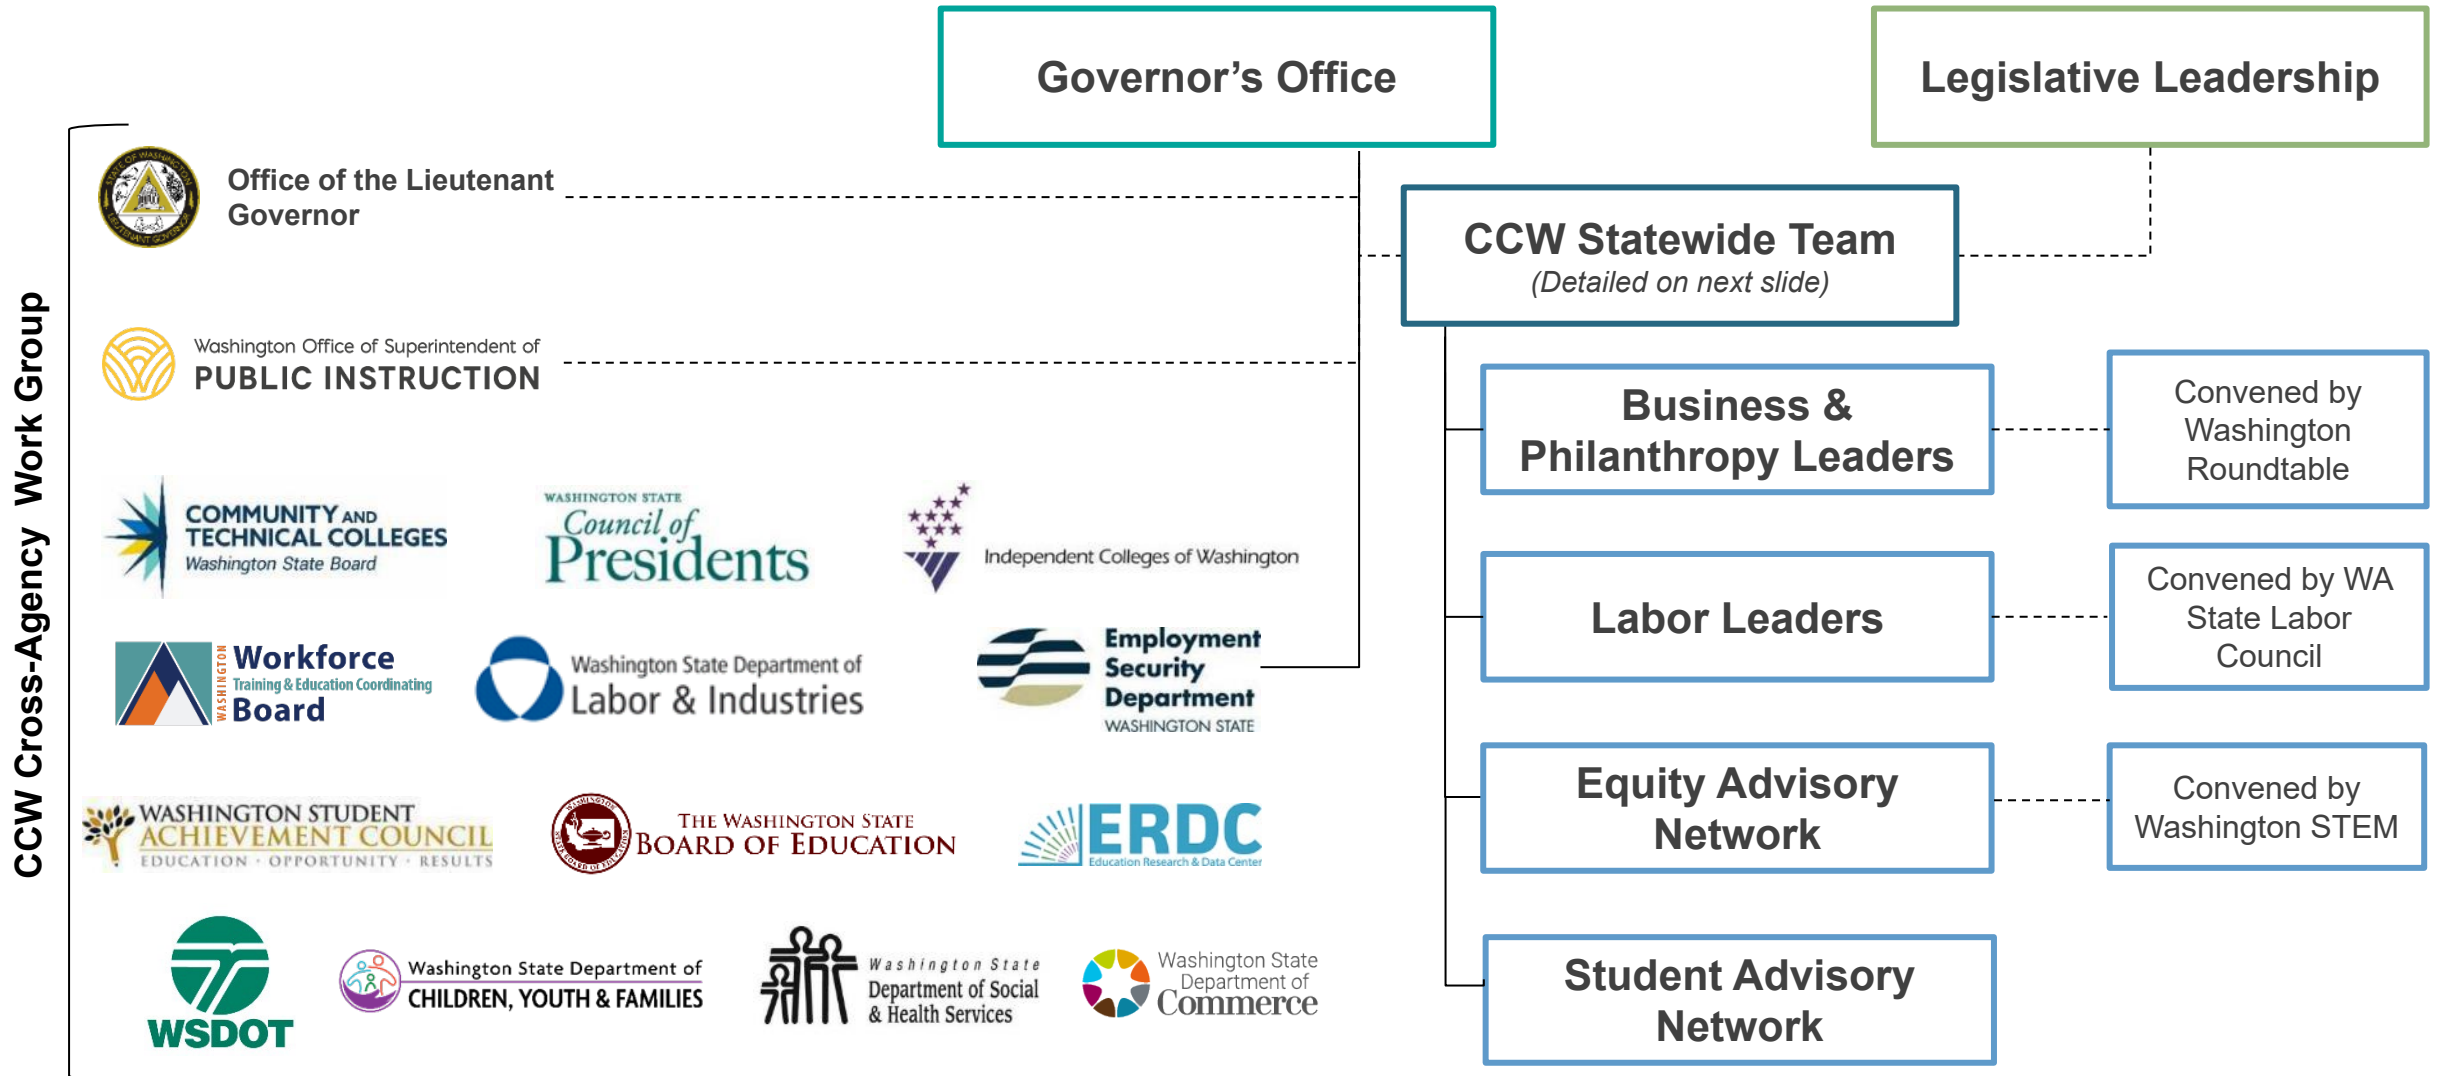 Governor’s Office
Legislative Leadership
CCW Cross-Agency Work Group
STATE OF WASHINGTON
LIEUTENANT GOVERNOR
Office of the Lieutenant
Governor
CCW Statewide Team
(Detailed on next slide)
Washington Office of Superintendent of
PUBLIC INSTRUCTION
Business &
Philanthropy Leaders
Convened by
Washington
Roundtable
COMMUNITY AND
TECHNICAL COLLEGES
Washington State Board
WASHINGTON STATE
Council of
Presidents
Independent Colleges of Washington
Labor Leaders
Convened by WA
State Labor
Council
WASHINGTON
Workforce
Training & Education Coordinating
Board
Washington State Department of
Labor & Industries
Employment
Security
Department
WASHINGTON STATE
Equity Advisory
Network
Convened by
Washington STEM
WASHINGTON STUDENT
ACHIEVEMENT COUNCIL
EDUCATION · OPPORTUNITY · RESULTS
THE WASHINGTON STATE
BOARD OF EDUCATION
ERDC
Education Research & Data Center
Student Advisory
Network
WSDOT
Washington State Department of
CHILDREN, YOUTH & FAMILIES
Washington State
Department of Social
& Health Services
Washington State
Department of
Commerce